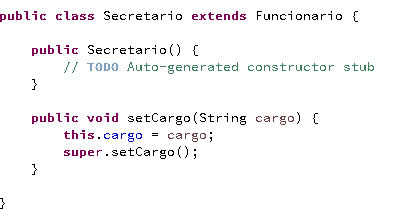 public class Secretario extends Funcionario {
public Secretario() {
// TODO Auto-generated constructor stub
}
public void setCargo(String cargo) {
this.cargo = cargo;
super.setCargo();
}
}